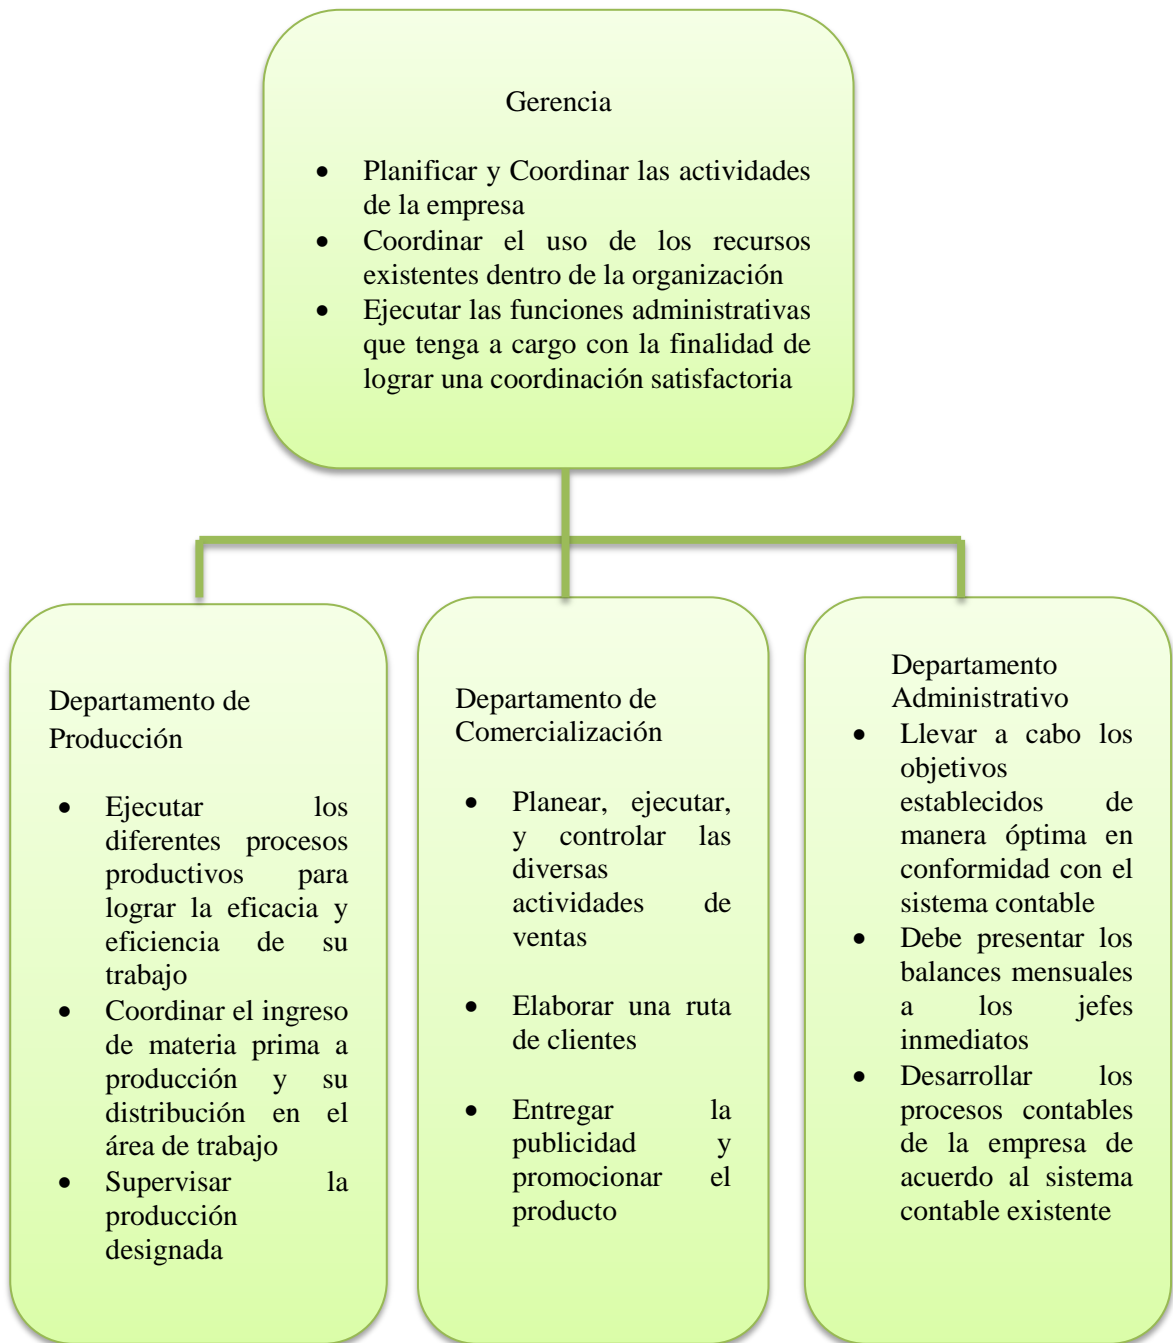 Gerencia
• Planificar y Coordinar las actividades
de la empresa
• Coordinar el uso de los recursos
existentes dentro de la organización
• Ejecutar las funciones administrativas
que tenga a cargo con la finalidad de
lograr una coordinación satisfactoria
Departamento de
Producción
• Ejecutar los
diferentes procesos
productivos para
lograr la eficacia y
eficiencia de su
trabajo
• Coordinar el ingreso
de materia prima a
producción y su
distribución en el
área de trabajo
• Supervisar la
producción
designada
Departamento de
Comercialización
• Planear, ejecutar,
y controlar las
diversas
actividades de
ventas
• Elaborar una ruta
de clientes
• Entregar la
publicidad y
promocionar el
producto
Departamento
Administrativo
• Llevar a cabo los
objetivos
establecidos de
manera óptima en
conformidad con el
sistema contable
• Debe presentar los
balances mensuales
a los jefes
inmediatos
• Desarrollar los
procesos contables
de la empresa de
acuerdo al sistema
contable existente